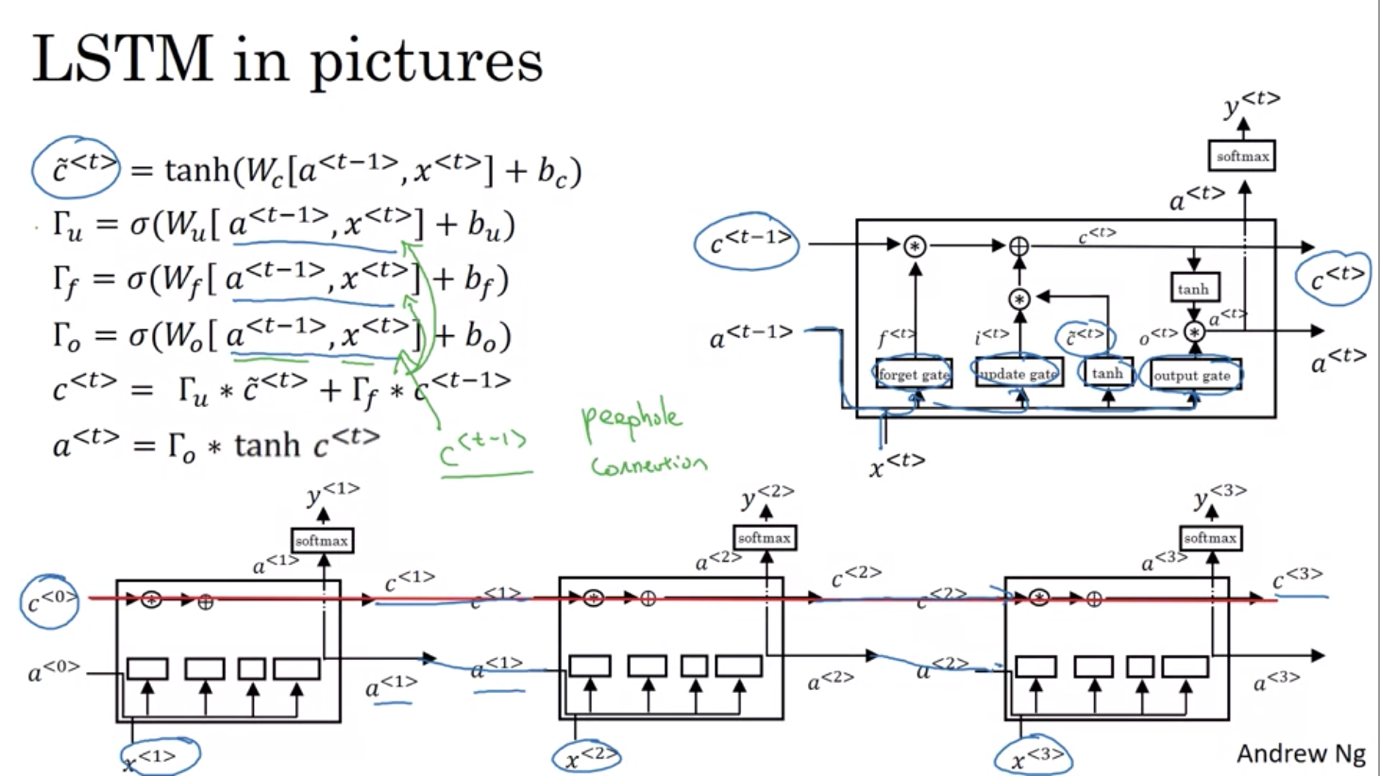 LSTM in pictures
c̃<t> = tanh(W_c[a<t−1>, x<t>] + b_c)
Γ_u = σ(W_u[ a<t−1>, x<t>] + b_u)
Γ_f = σ(W_f[ a<t−1>, x<t>] + b_f)
Γ_o = σ(W_o[ a<t−1>, x<t>] + b_o)
c<t> = Γ_u * c̃<t> + Γ_f * c<t−1>
a<t> = Γ_o * tanh c<t>
c<t-1>
peephole
connection
y<t>
softmax
a<t>
c<t−1>
*
⊕
c<t>
c<t>
tanh
*
a<t−1>
f<t>
i<t>
c̃<t>
o<t>
*
a<t>
a<t>
forget gate
update gate
tanh
output gate
x<t>
y<1>
softmax
a<1>
c<0>
*
⊕
c<1>
a<0>
a<1>
x<1>
y<2>
softmax
a<2>
c<1>
*
⊕
c<2>
a<1>
a<2>
x<2>
y<3>
softmax
a<3>
c<2>
*
⊕
c<3>
a<2>
a<3>
x<3>
Andrew Ng